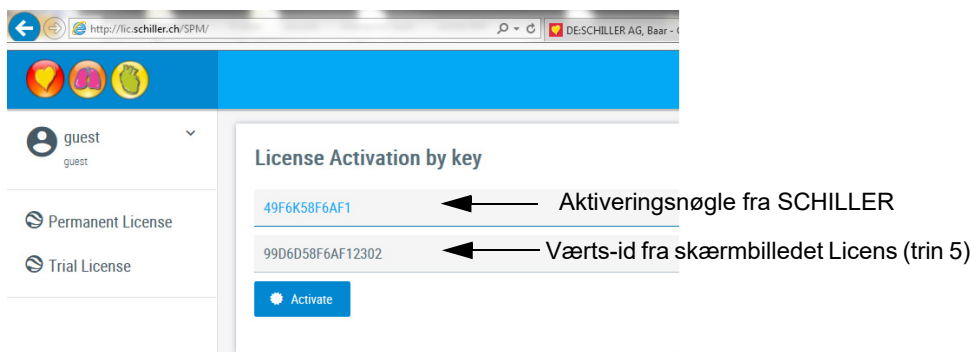 http://lic.schiller.ch/SPM/
DE:SCHILLER AG, Baar -
guest
guest
License Activation by key
49F6K58F6AF1
Aktiveringsnøgle fra SCHILLER
Permanent License
99D6D58F6AF12302
Værts-id fra skærmbilledet Licens (trin 5)
Trial License
Activate